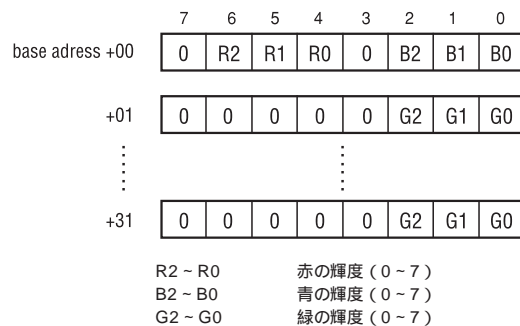 7 6 5 4 3 2 1 0
base adress +00 0 R2 R1 R0 0 B2 B1 B0
+01 0 0 0 0 0 G2 G1 G0
+31 0 0 0 0 0 G2 G1 G0
R2 ~ R0 赤の輝度 ( 0 ~ 7 )
B2 ~ B0 青の輝度 ( 0 ~ 7 )
G2 ~ G0 緑の輝度 ( 0 ~ 7 )